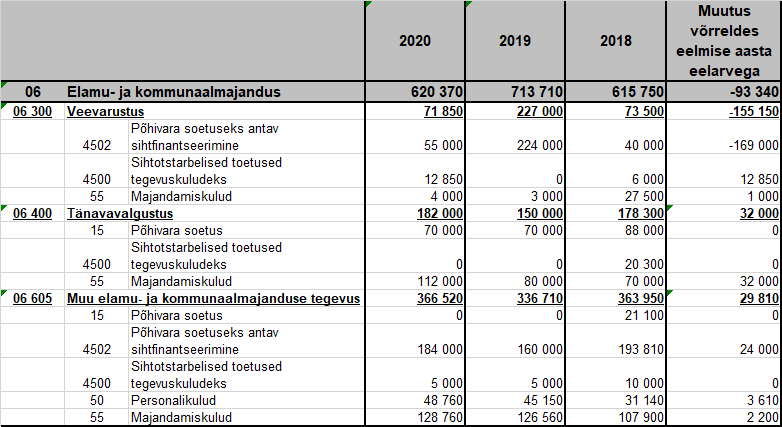 2020 2019 2018 Muutus
võrreldes
eelmise aasta
eelarvega
06 Elamu- ja kommunaalmajandus 620 370 713 710 615 750 -93 340
06 300 Veevarustus 71 850 227 000 73 500 -155 150
Põhivara soetuseks antav
4502 sihtfinantseerimine 55 000 224 000 40 000 -169 000
Sihtotstarbelised toetused
4500 tegevuskuludeks 12 850 0 6 000 12 850
55 Majandamiskulud 4 000 3 000 27 500 1 000
06 400 Tänavavalgustus 182 000 150 000 178 300 32 000
15 Põhivara soetus 70 000 70 000 88 000 0
Sihtotstarbelised toetused
4500 tegevuskuludeks 0 0 20 300 0
55 Majandamiskulud 112 000 80 000 70 000 32 000
06 605 Muu elamu- ja kommunaalmajanduse tegevus 366 520 336 710 363 950 29 810
15 Põhivara soetus 0 0 21 100 0
Põhivara soetuseks antav
4502 sihtfinantseerimine 184 000 160 000 193 810 24 000
Sihtotstarbelised toetused
4500 tegevuskuludeks 5 000 5 000 10 000 0
50 Personalikulud 48 760 45 150 31 140 3 610
55 Majandamiskulud 128 760 126 560 107 900 2 200